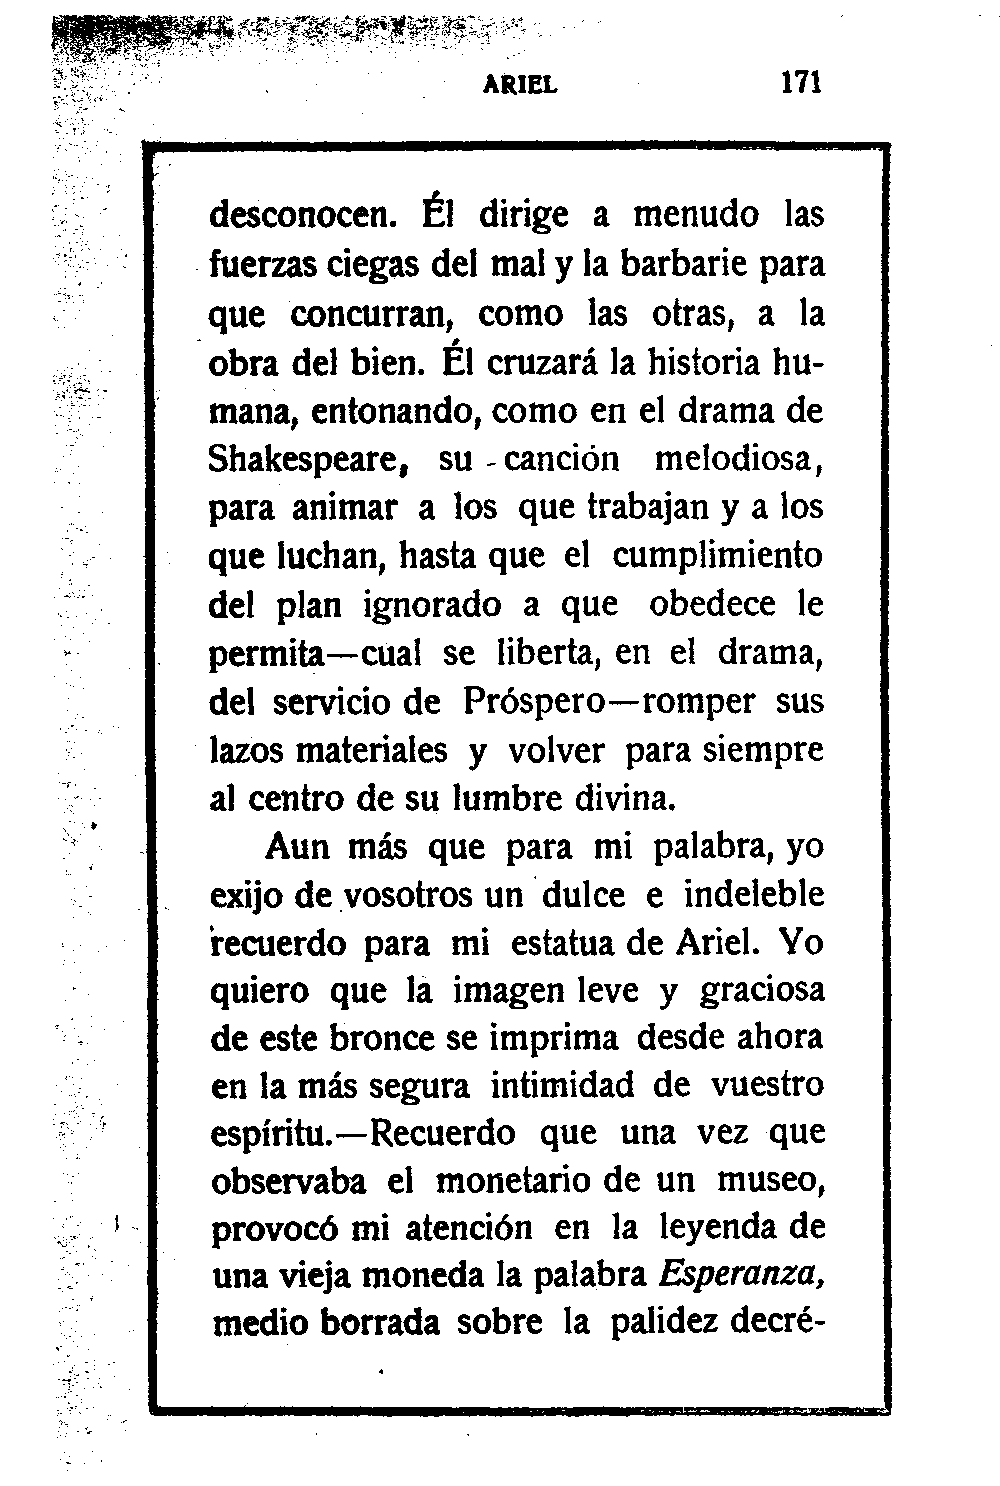 ARIEL 171
desconocen. Él dirige a menudo las
fuerzas ciegas del mal y la barbarie para
que concurran, como las otras, a la
obra del bien. Él cruzará la historia hu-
mana, entonando, como en el drama de
Shakespeare, su - canción melodiosa,
para animar a los que trabajan y a los
que luchan, hasta que el cumplimiento
del plan ignorado a que obedece le
permita—cual se liberta, en el drama,
del servicio de Próspero—romper sus
lazos materiales y volver para siempre
al centro de su lumbre divina.
Aun más que para mi palabra, yo
exijo de vosotros un dulce e indeleble
recuerdo para mi estatua de Ariel. Yo
quiero que la imagen leve y graciosa
de este bronce se imprima desde ahora
en la más segura intimidad de vuestro
espíritu.—Recuerdo que una vez que
observaba el monetario de un museo,
provocó mi atención en la leyenda de
una vieja moneda la palabra Esperanza,
medio borrada sobre la palidez decré-